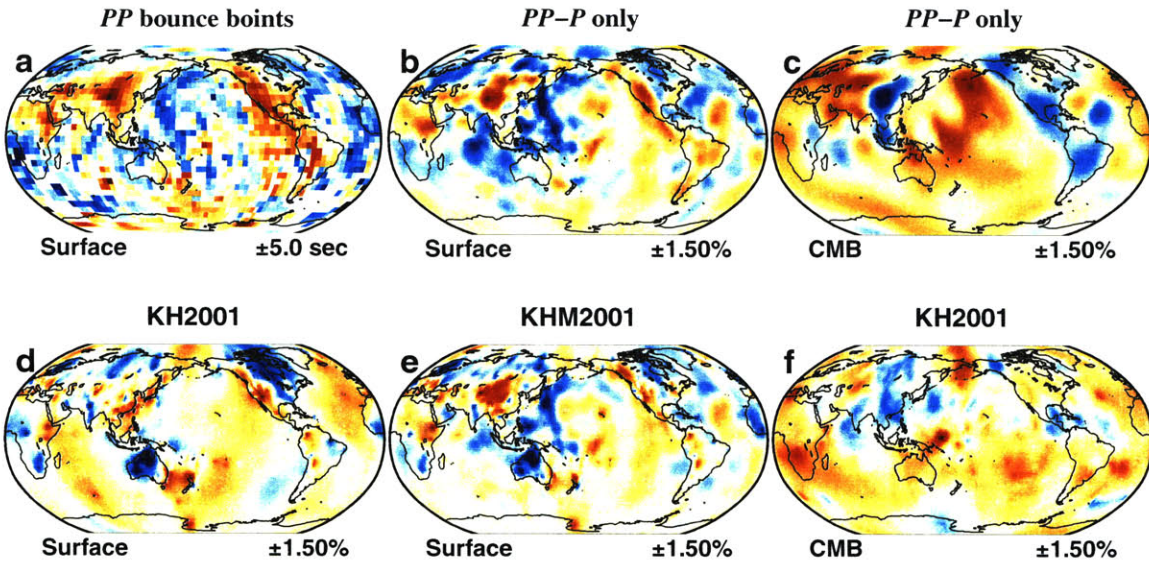 PP bounce boints
PP–P only
PP–P only
a
b
c
Surface
±5.0 sec
Surface
±1.50%
CMB
±1.50%
KH2001
KHM2001
KH2001
d
e
f
Surface
±1.50%
Surface
±1.50%
CMB
±1.50%